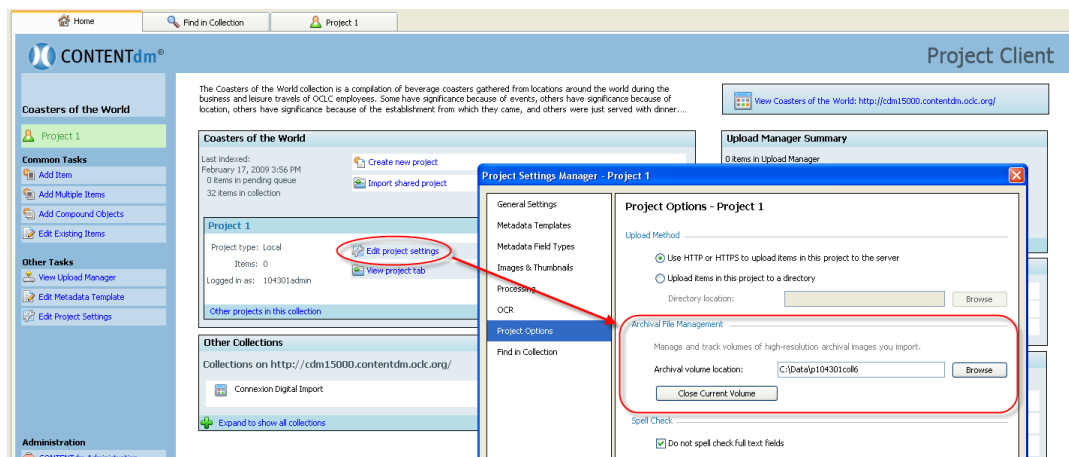 Home
Find in Collection
Project 1
CONTENTdm®
Project Client
Coasters of the World
Project 1
Common Tasks
Add Item
Add Multiple Items
Add Compound Objects
Edit Existing Items
Other Tasks
View Upload Manager
Edit Metadata Template
Edit Project Settings
Administration
CONTENTdm Administration
The Coasters of the World collection is a compilation of beverage coasters gathered from locations around the world during the
business and leisure travels of OCLC employees. Some have significance because of events, others have significance because of
location, others have significance because of the establishment from which they came, and others were just served with dinner....
View Coasters of the World: http://cdm15000.contentdm.oclc.org/
Coasters of the World
Last indexed:
February 17, 2009 3:56 PM
0 items in pending queue
32 items in collection
Create new project
Import shared project
Project 1
Project type: Local
Items: 0
Logged in as: 104301admin
Edit project settings
View project tab
Other projects in this collection
Other Collections
Collections on http://cdm15000.contentdm.oclc.org/
Connexion Digital Import
Expand to show all collections
Upload Manager Summary
0 items in Upload Manager
Project Settings Manager - Project 1
General Settings
Metadata Templates
Metadata Field Types
Images & Thumbnails
Processing
OCR
Project Options
Find in Collection
Project Options - Project 1
Upload Method
Use HTTP or HTTPS to upload items in this project to the server
Upload items in this project to a directory
Directory location:
Browse
Archival File Management
Manage and track volumes of high-resolution archival images you import.
Archival volume location:
C:\Data\p104301coll6
Browse
Close Current Volume
Spell Check
Do not spell check full text fields